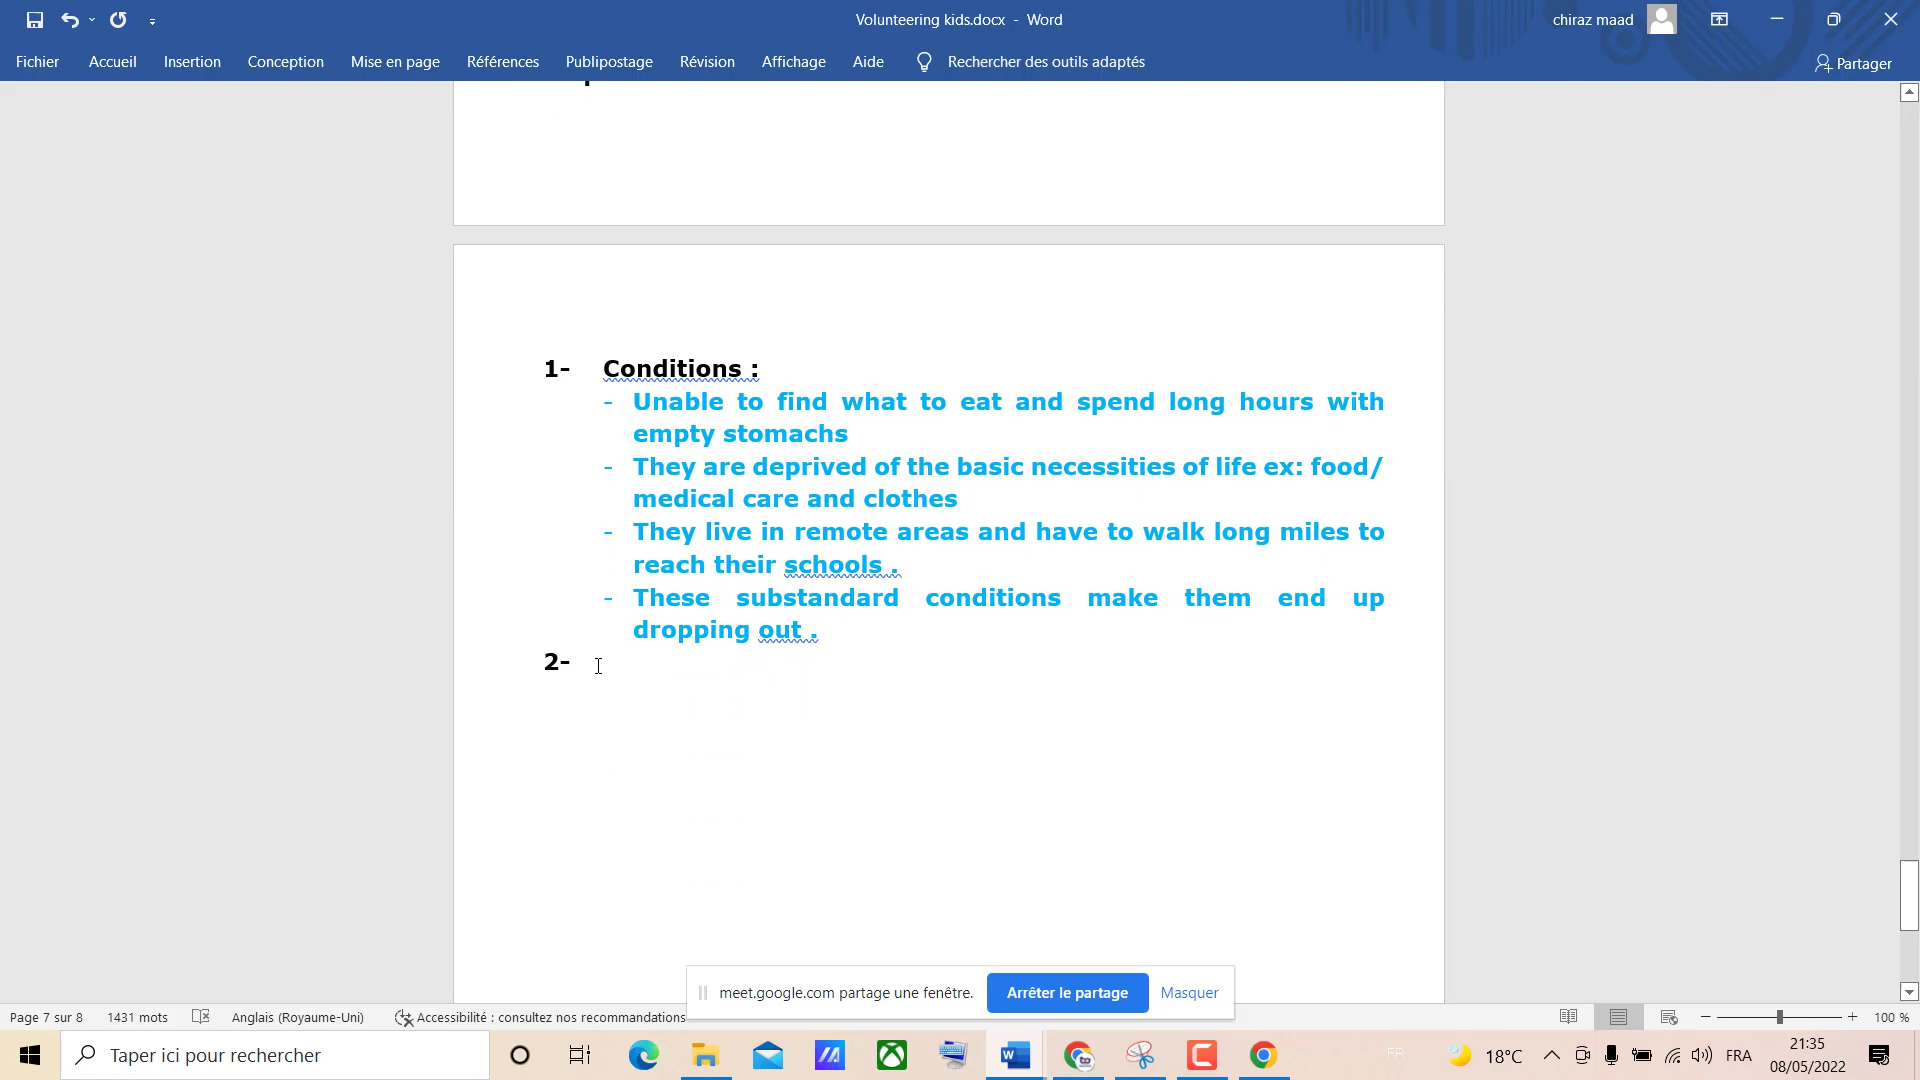 Volunteering kids.docx - Word
chiraz maad
Fichier Accueil Insertion Conception Mise en page Références Publipostage Révision Affichage Aide Rechercher des outils adaptés Partager
1- Conditions :
- Unable to find what to eat and spend long hours with
empty stomachs
- They are deprived of the basic necessities of life ex: food/
medical care and clothes
- They live in remote areas and have to walk long miles to
reach their schools .
- These substandard conditions make them end up
dropping out .
2-
meet.google.com partage une fenêtre. Arrêter le partage Masquer
Page 7 sur 8 1431 mots Anglais (Royaume-Uni) Accessibilité : consultez nos recommandations 100 %
Taper ici pour rechercher
FR 18°C FRA
21:35
08/05/2022